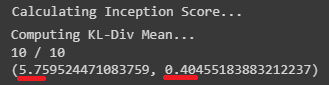 Calculating Inception Score...
Computing KL-Div Mean...
10 / 10
(5.759524471083759, 0.40455183883212237)